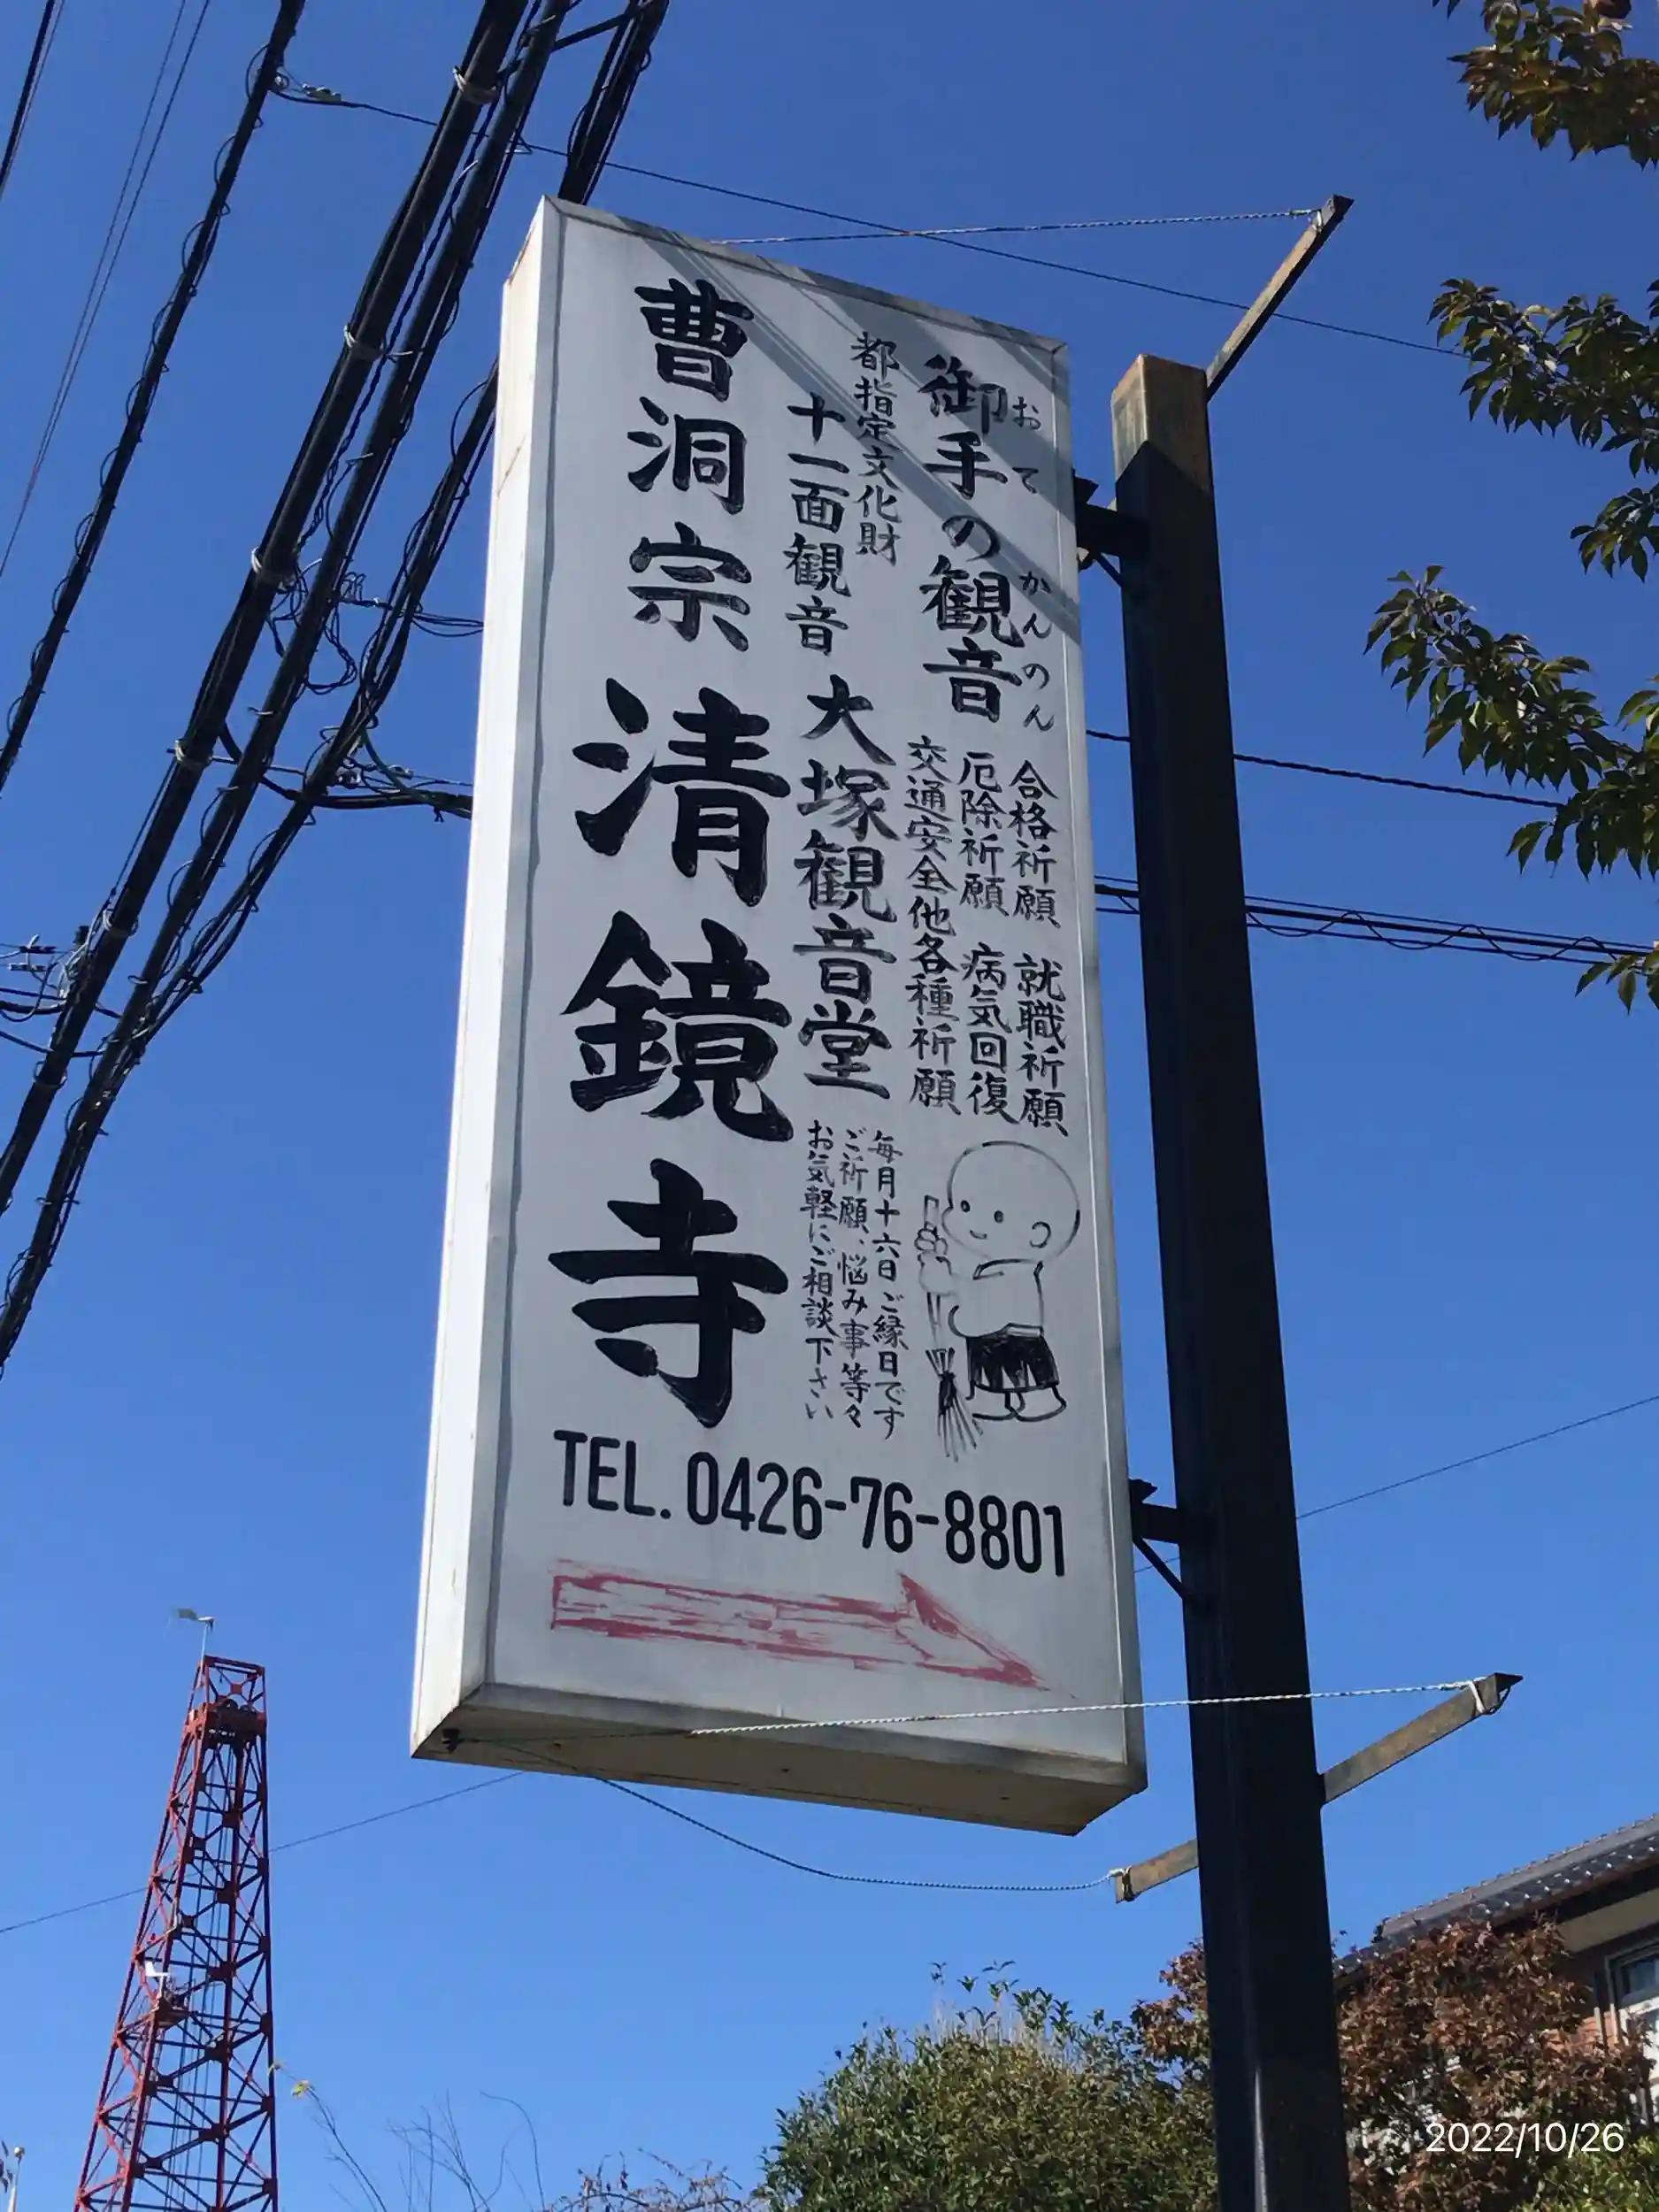 御手の観音
おて かんのん
合格祈願 就職祈願
厄除祈願 病気回復
交通安全他各種祈願
都指定文化財
十一面観音
大塚観音堂
毎月十六日ご縁日です
ご祈願、悩み事等々
お気軽にご相談下さい
曹洞宗 清鏡寺
TEL. 0426-76-8801
2022/10/26